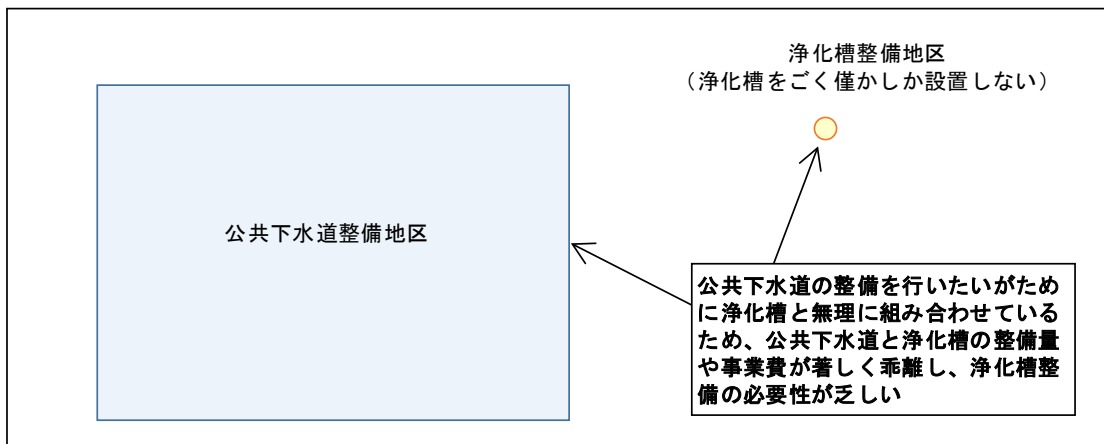 浄化槽整備地区
（浄化槽をごく僅かしか設置しない）
公共下水道整備地区
公共下水道の整備を行いたいがため
に浄化槽と無理に組み合わせている
ため、公共下水道と浄化槽の整備量
や事業費が著しく乖離し、浄化槽整
備の必要性が乏しい